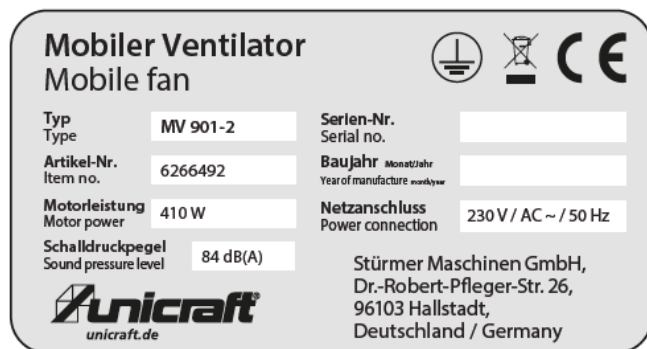 Mobiler Ventilator
Mobile fan
Typ
Type
MV 901-2
Artikel-Nr.
Item no.
6266492
Motorleistung
Motor power
410 W
Schalldruckpegel
Sound pressure level
84 dB(A)
Serien-Nr.
Serial no.
Baujahr Monat/Jahr
Year of manufacture month/year
Netzanschluss
Power connection
230 V / AC ~ / 50 Hz
unicraft®
unicraft.de
Stürmer Maschinen GmbH,
Dr.-Robert-Pfleger-Str. 26,
96103 Hallstadt,
Deutschland / Germany
CE